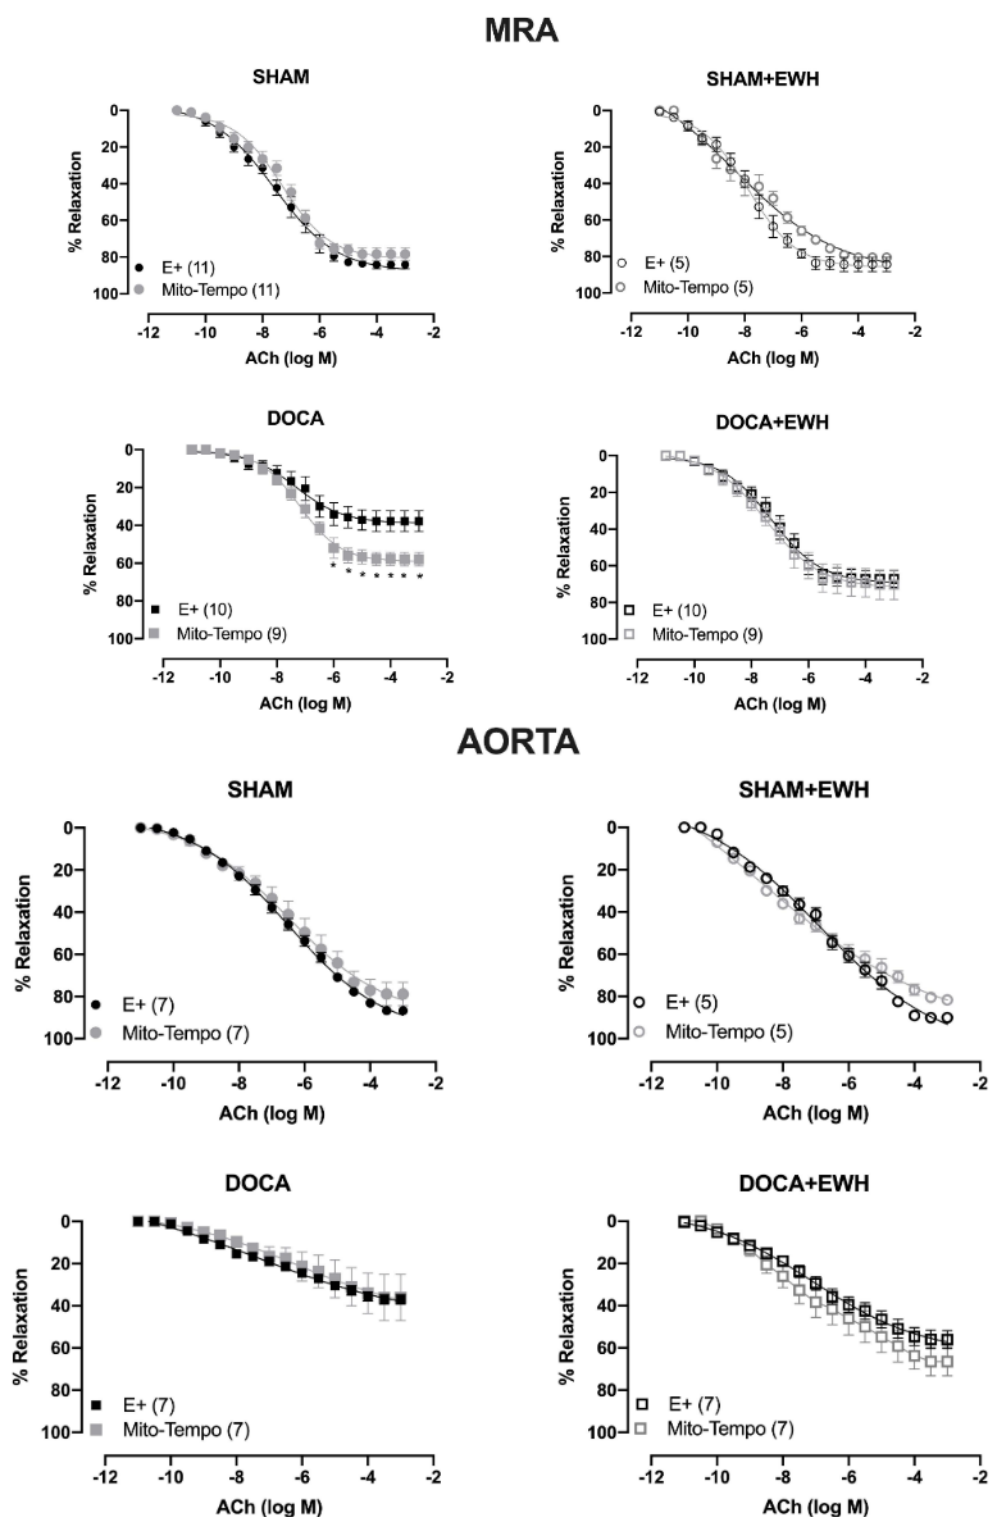 MRA
SHAM
0
20
40
60
80
100
% Relaxation
E+ (11)
Mito-Tempo (11)
-12 -10 -8 -6 -4 -2
ACh (log M)
SHAM+EWH
0
20
40
60
80
100
% Relaxation
E+ (5)
Mito-Tempo (5)
-12 -10 -8 -6 -4 -2
ACh (log M)
DOCA
0
20
40
60
80
100
% Relaxation
* * * * * * *
E+ (10)
Mito-Tempo (9)
-12 -10 -8 -6 -4 -2
ACh (log M)
DOCA+EWH
0
20
40
60
80
100
% Relaxation
E+ (10)
Mito-Tempo (9)
-12 -10 -8 -6 -4 -2
ACh (log M)
AORTA
SHAM
0
20
40
60
80
100
% Relaxation
E+ (7)
Mito-Tempo (7)
-12 -10 -8 -6 -4 -2
ACh (log M)
SHAM+EWH
0
20
40
60
80
100
% Relaxation
E+ (5)
Mito-Tempo (5)
-12 -10 -8 -6 -4 -2
ACh (log M)
DOCA
0
20
40
60
80
100
% Relaxation
E+ (7)
Mito-Tempo (7)
-12 -10 -8 -6 -4 -2
ACh (log M)
DOCA+EWH
0
20
40
60
80
100
% Relaxation
E+ (7)
Mito-Tempo (7)
-12 -10 -8 -6 -4 -2
ACh (log M)